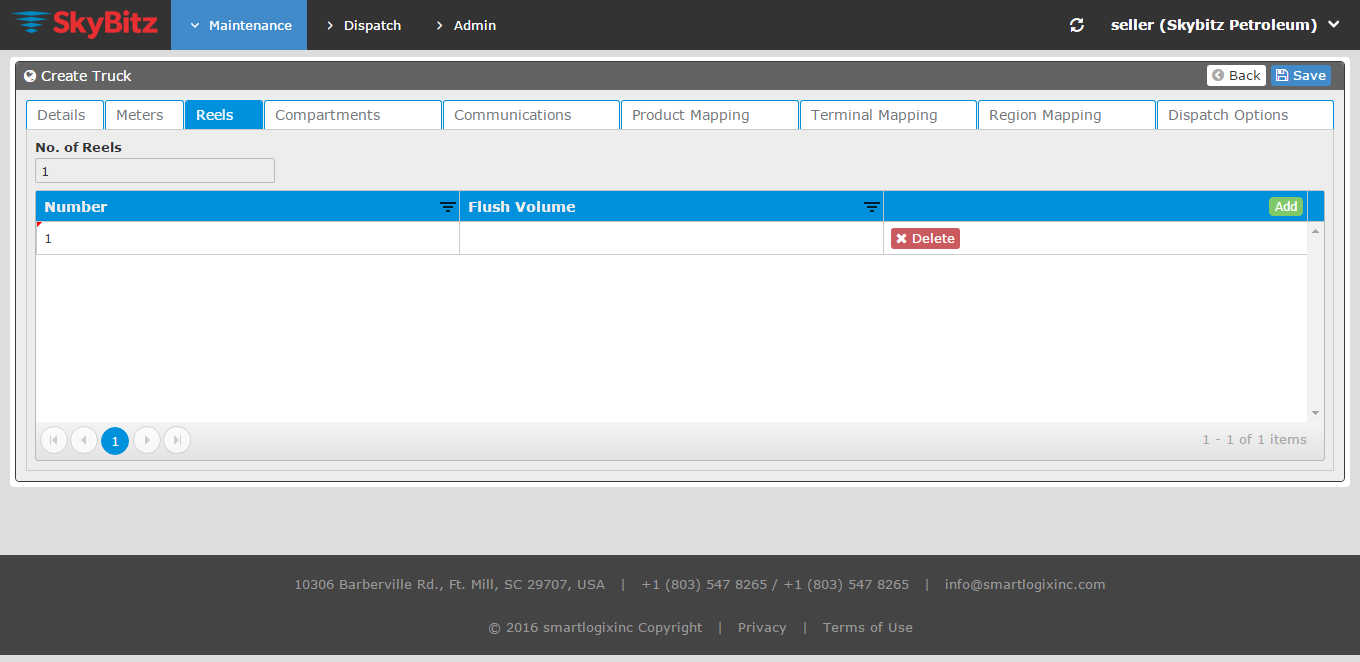 SkyBitz Maintenance Dispatch Admin seller (Skybitz Petroleum)
Create Truck Back Save
Details Meters Reels Compartments Communications Product Mapping Terminal Mapping Region Mapping Dispatch Options
No. of Reels
1
Number Flush Volume Add
1 Delete
1 1 - 1 of 1 items
10306 Barberville Rd., Ft. Mill, SC 29707, USA | +1 (803) 547 8265 / +1 (803) 547 8265 | info@smartlogixinc.com
© 2016 smartlogixinc Copyright | Privacy | Terms of Use